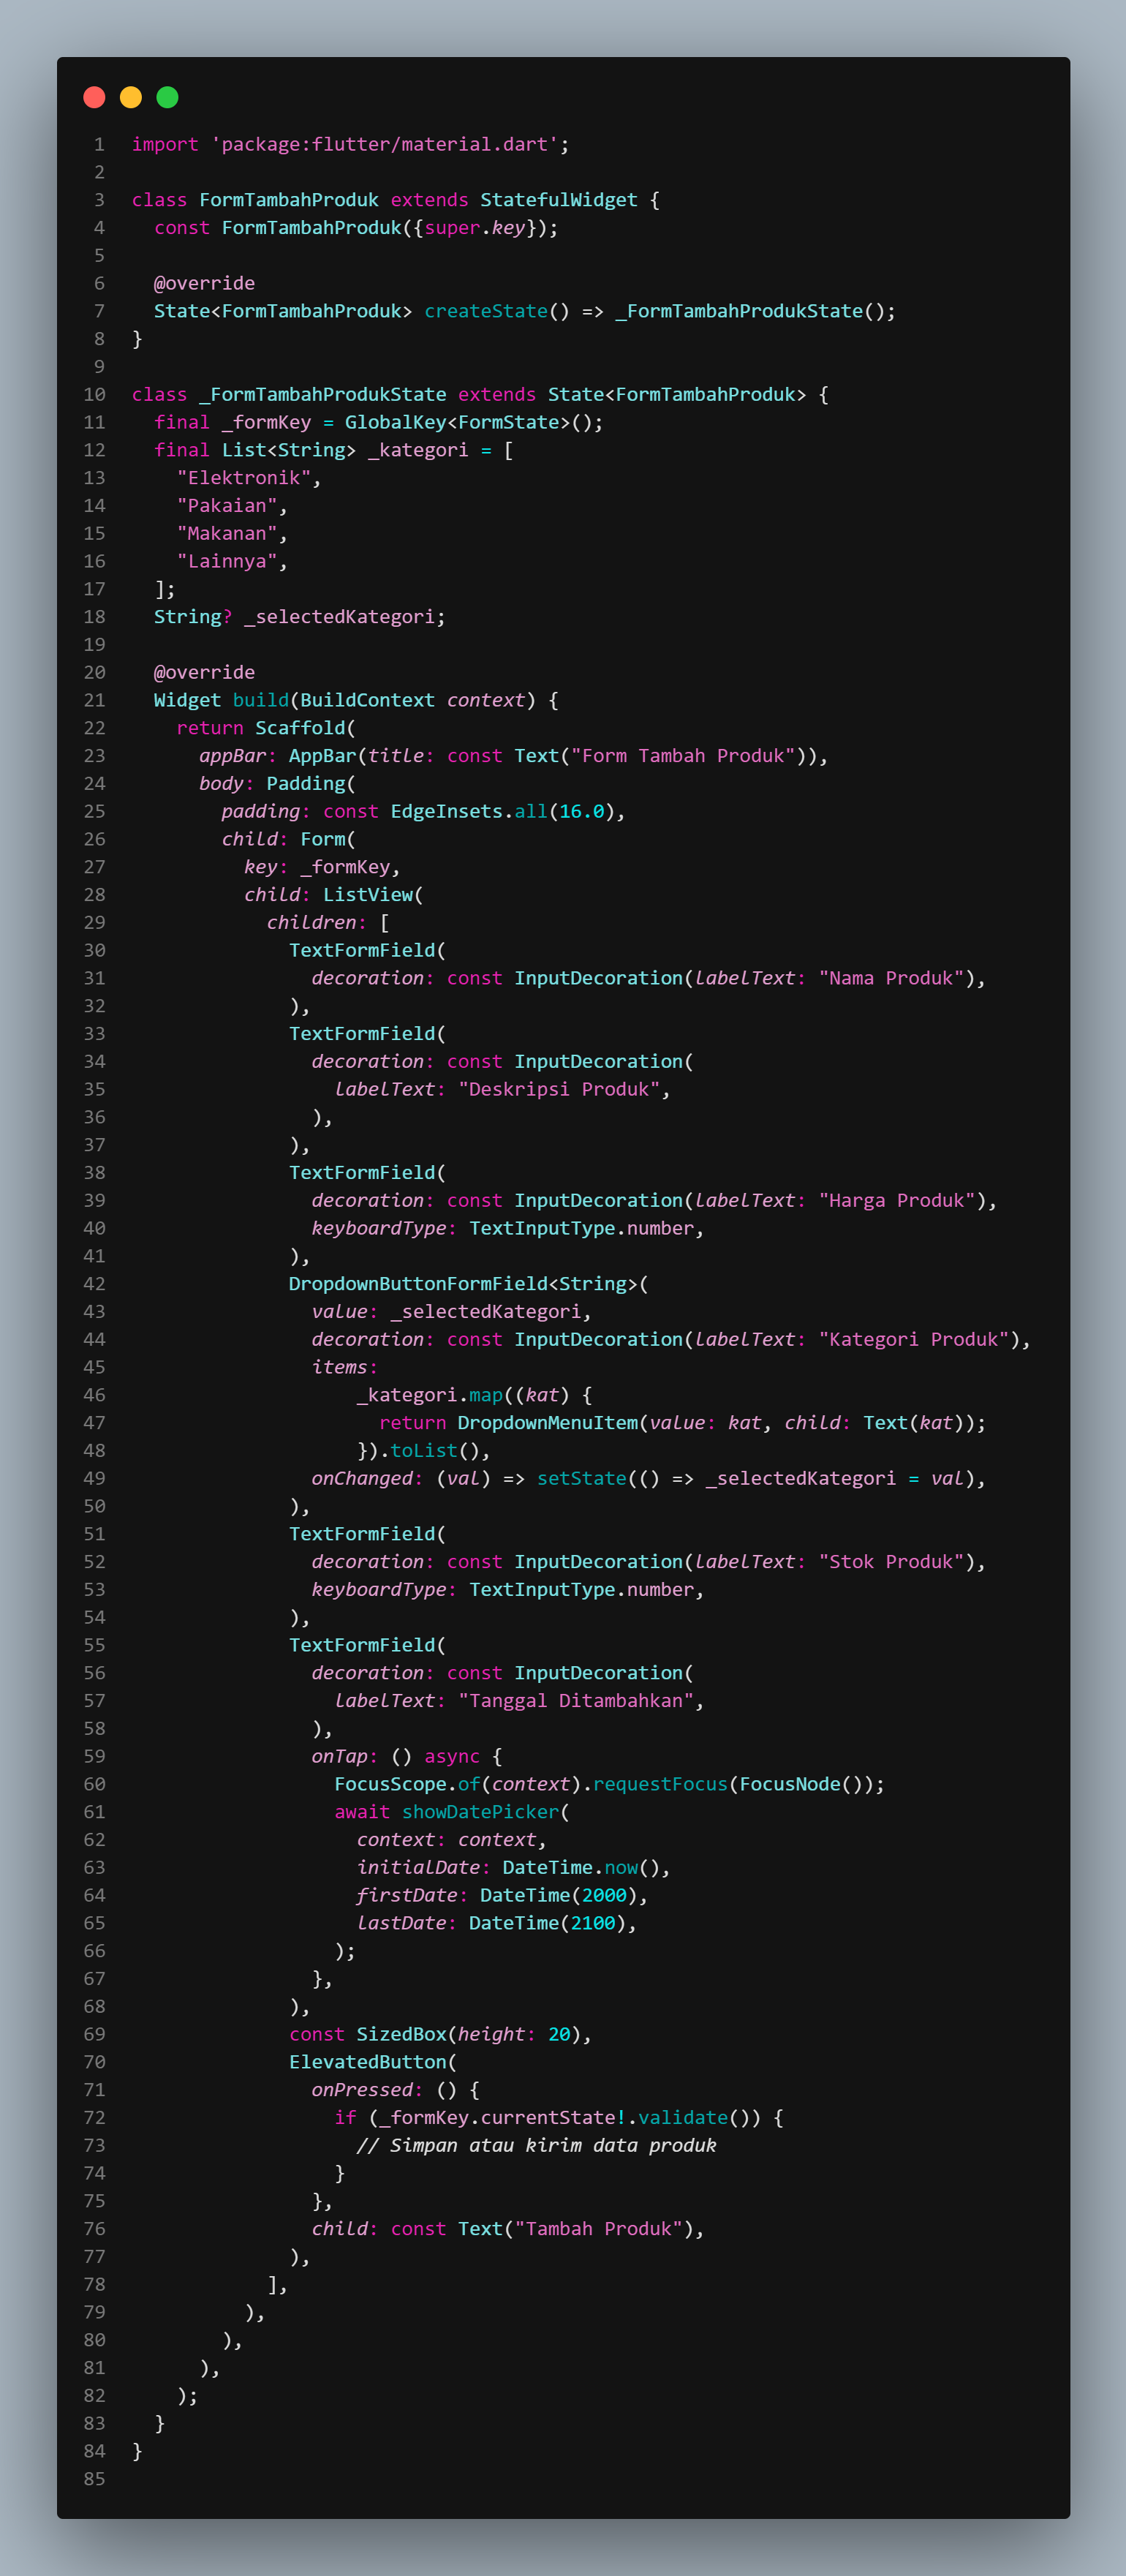 1 import 'package:flutter/material.dart';
2
3 class FormTambahProduk extends StatefulWidget {
4   const FormTambahProduk({super.key});
5
6   @override
7   State<FormTambahProduk> createState() => _FormTambahProdukState();
8 }
9
10 class _FormTambahProdukState extends State<FormTambahProduk> {
11   final _formKey = GlobalKey<FormState>();
12   final List<String> _kategori = [
13     "Elektronik",
14     "Pakaian",
15     "Makanan",
16     "Lainnya",
17   ];
18   String? _selectedKategori;
19
20   @override
21   Widget build(BuildContext context) {
22     return Scaffold(
23       appBar: AppBar(title: const Text("Form Tambah Produk")),
24       body: Padding(
25         padding: const EdgeInsets.all(16.0),
26         child: Form(
27           key: _formKey,
28           child: ListView(
29             children: [
30               TextFormField(
31                 decoration: const InputDecoration(labelText: "Nama Produk"),
32               ),
33               TextFormField(
34                 decoration: const InputDecoration(
35                   labelText: "Deskripsi Produk",
36                 ),
37               ),
38               TextFormField(
39                 decoration: const InputDecoration(labelText: "Harga Produk"),
40                 keyboardType: TextInputType.number,
41               ),
42               DropdownButtonFormField<String>(
43                 value: _selectedKategori,
44                 decoration: const InputDecoration(labelText: "Kategori Produk"),
45                 items:
46                     _kategori.map((kat) {
47                       return DropdownMenuItem(value: kat, child: Text(kat));
48                     }).toList(),
49                 onChanged: (val) => setState(() => _selectedKategori = val),
50               ),
51               TextFormField(
52                 decoration: const InputDecoration(labelText: "Stok Produk"),
53                 keyboardType: TextInputType.number,
54               ),
55               TextFormField(
56                 decoration: const InputDecoration(
57                   labelText: "Tanggal Ditambahkan",
58                 ),
59                 onTap: () async {
60                   FocusScope.of(context).requestFocus(FocusNode());
61                   await showDatePicker(
62                     context: context,
63                     initialDate: DateTime.now(),
64                     firstDate: DateTime(2000),
65                     lastDate: DateTime(2100),
66                   );
67                 },
68               ),
69               const SizedBox(height: 20),
70               ElevatedButton(
71                 onPressed: () {
72                   if (_formKey.currentState!.validate()) {
73                     // Simpan atau kirim data produk
74                   }
75                 },
76                 child: const Text("Tambah Produk"),
77               ),
78             ],
79           ),
80         ),
81       ),
82     );
83   }
84 }
85